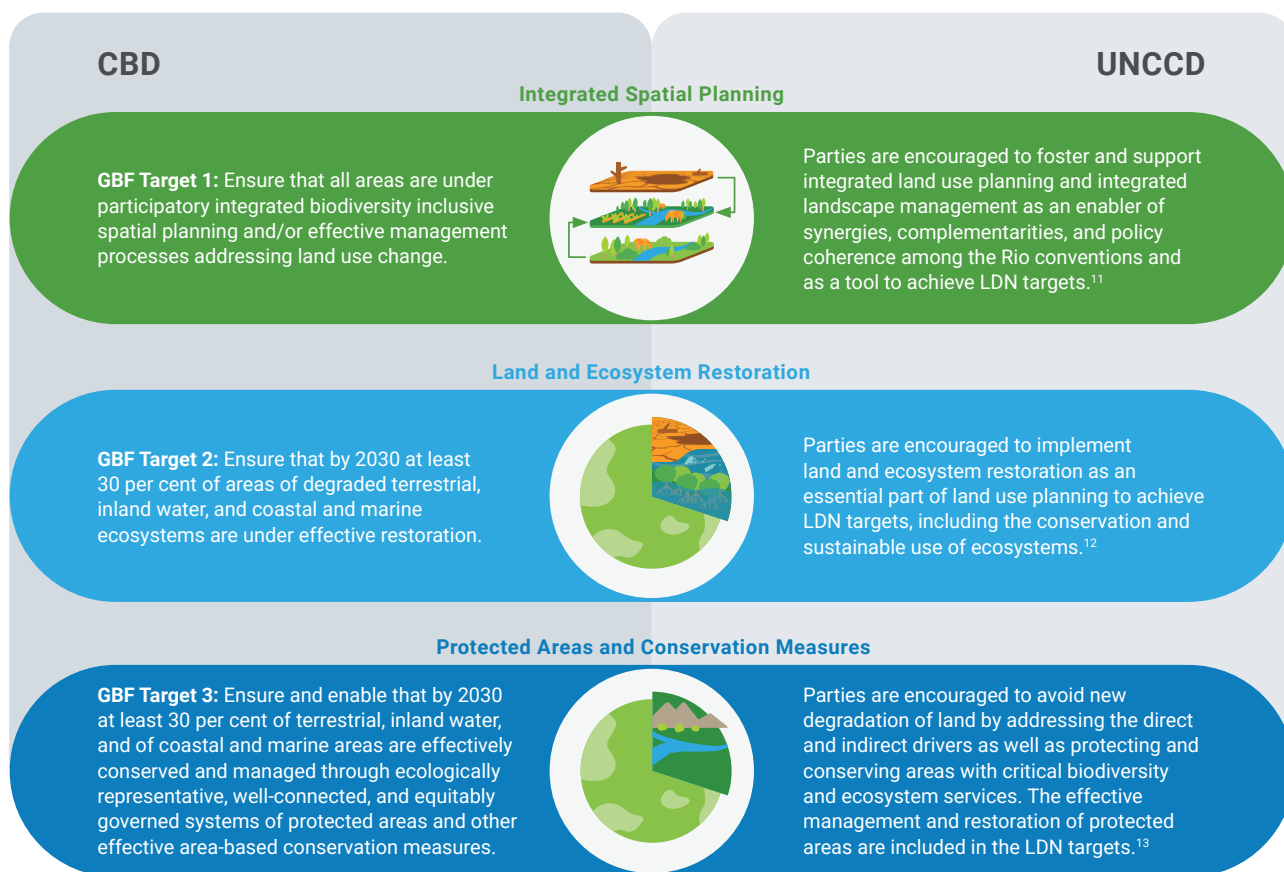 CBD
UNCCD
Integrated Spatial Planning
GBF Target 1: Ensure that all areas are under
participatory integrated biodiversity inclusive
spatial planning and/or effective management
processes addressing land use change.
Parties are encouraged to foster and support
integrated land use planning and integrated
landscape management as an enabler of
synergies, complementarities, and policy
coherence among the Rio conventions and
as a tool to achieve LDN targets.¹¹
Land and Ecosystem Restoration
GBF Target 2: Ensure that by 2030 at least
30 per cent of areas of degraded terrestrial,
inland water, and coastal and marine
ecosystems are under effective restoration.
Parties are encouraged to implement
land and ecosystem restoration as an
essential part of land use planning to achieve
LDN targets, including the conservation and
sustainable use of ecosystems.¹²
Protected Areas and Conservation Measures
GBF Target 3: Ensure and enable that by 2030
at least 30 per cent of terrestrial, inland water,
and of coastal and marine areas are effectively
conserved and managed through ecologically
representative, well-connected, and equitably
governed systems of protected areas and other
effective area-based conservation measures.
Parties are encouraged to avoid new
degradation of land by addressing the direct
and indirect drivers as well as protecting and
conserving areas with critical biodiversity
and ecosystem services. The effective
management and restoration of protected
areas are included in the LDN targets.¹³